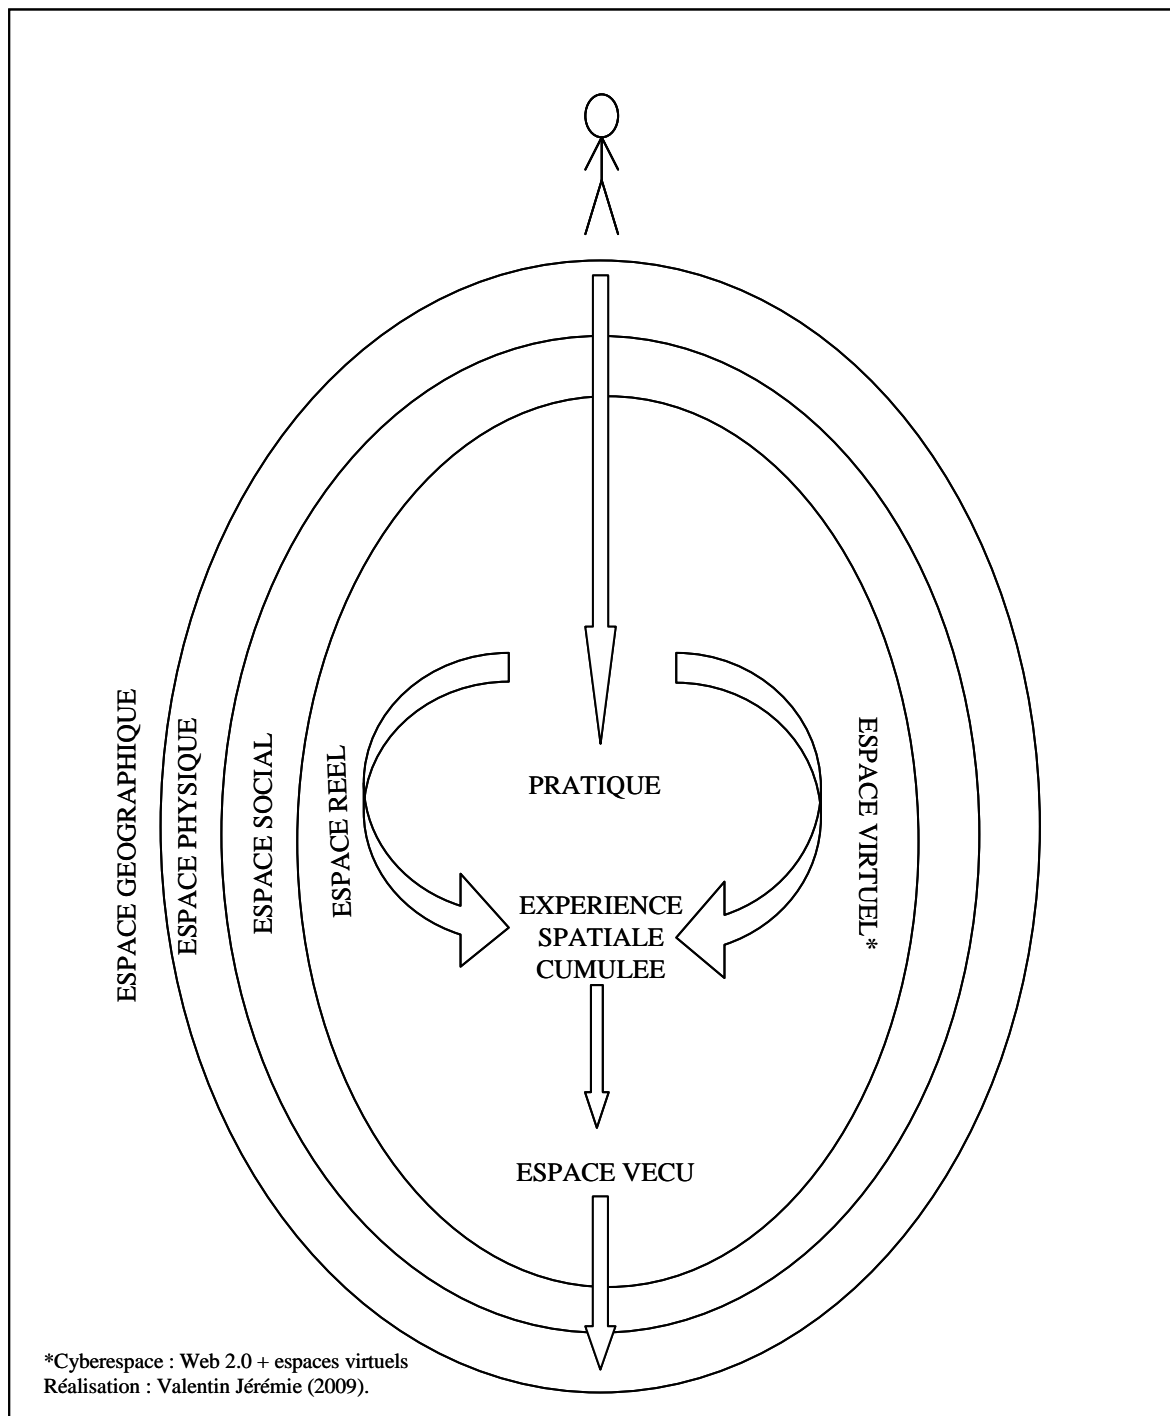 ESPACE GEOGRAPHIQUE
ESPACE PHYSIQUE
ESPACE SOCIAL
ESPACE REEL
PRATIQUE
ESPACE VIRTUEL*
EXPERIENCE
SPATIALE
CUMULEE
ESPACE VECU
*Cyberespace : Web 2.0 + espaces virtuels
Réalisation : Valentin Jérémie (2009).